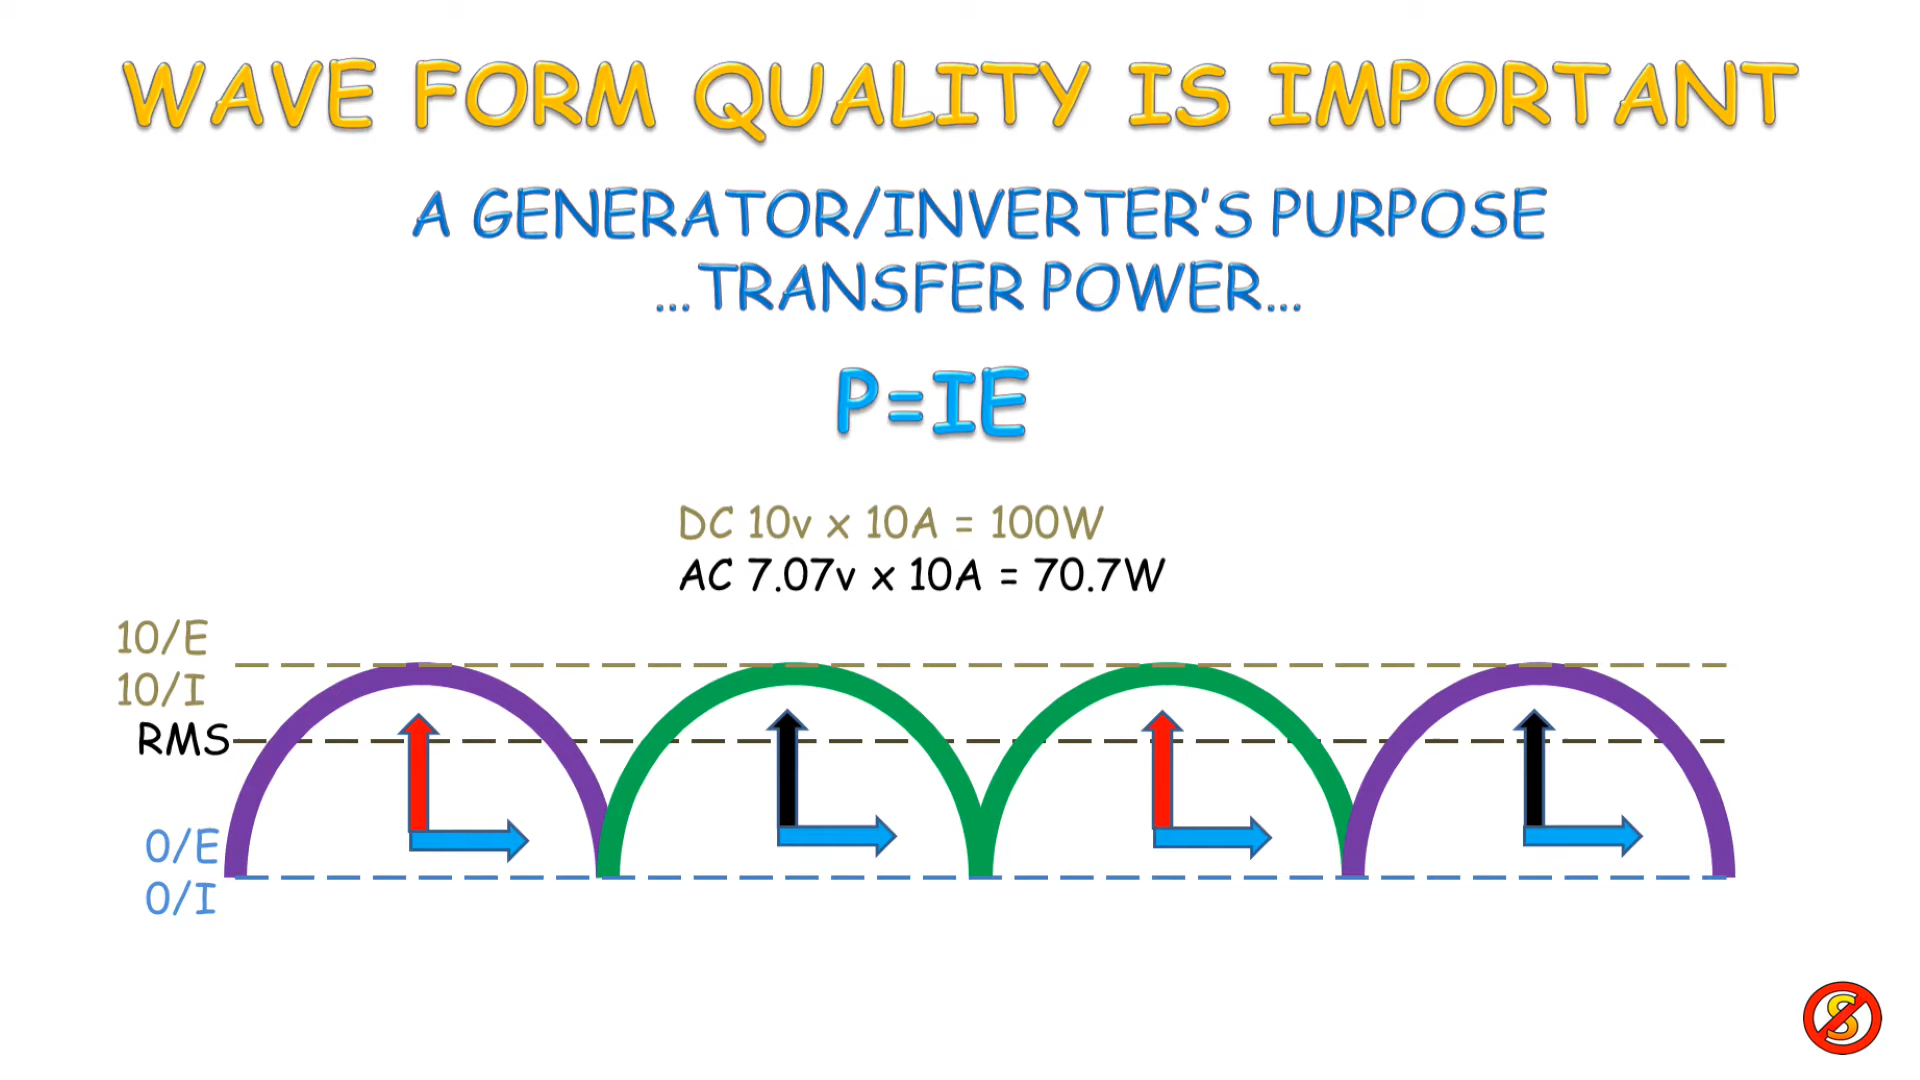 WAVE FORM QUALITY IS IMPORTANT
A GENERATOR/INVERTER’S PURPOSE
…TRANSFER POWER…
P=IE
DC 10v x 10A = 100W
AC 7.07v x 10A = 70.7W
10/E
10/I
RMS
0/E
0/I
S